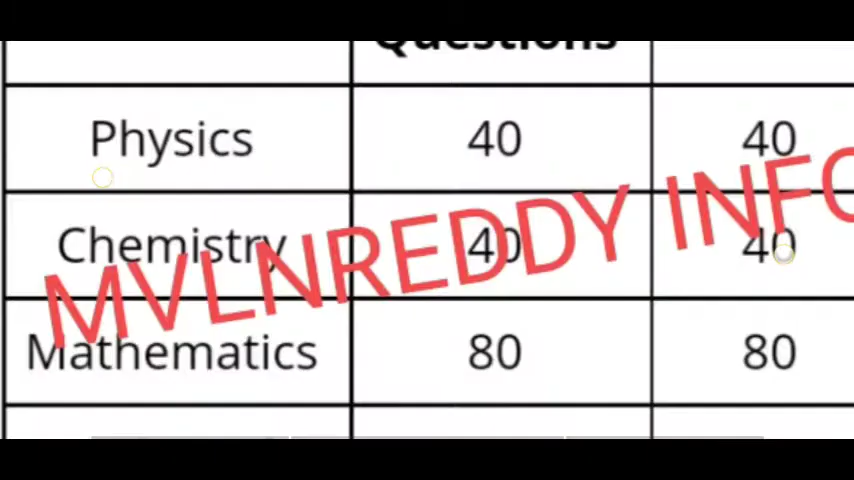 Questions
Physics 40 40
Chemistry 40 40
Mathematics 80 80
MVLNREDDY INFO